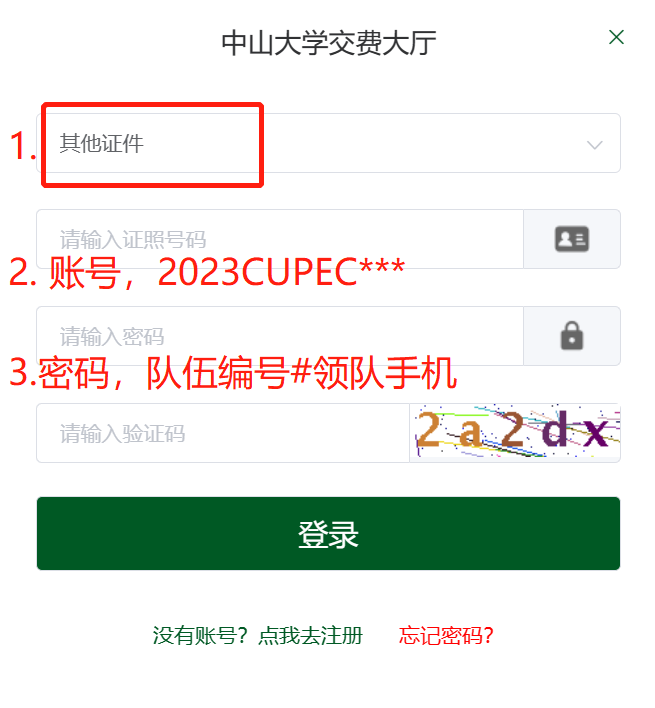 中山大学交费大厅
1.
其他证件
请输入证照号码
2. 账号，2023CUPEC***
请输入密码
3.密码，队伍编号#领队手机
请输入验证码
2a2dx
登录
没有账号？点我去注册
忘记密码？